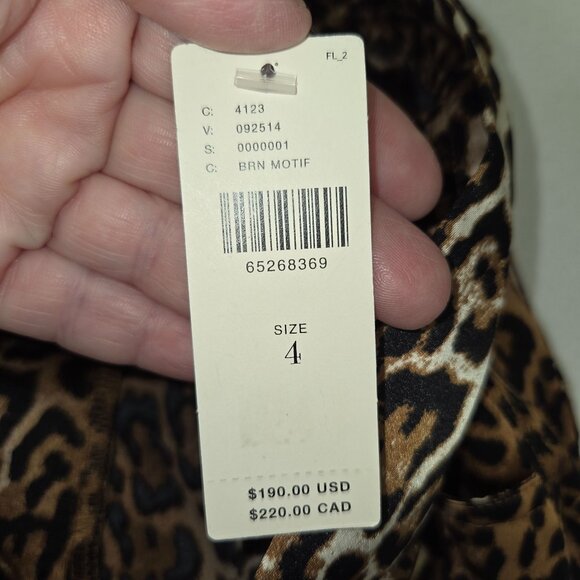 FL_2
C: 4123
V: 092514
S: 0000001
C: BRN MOTIF
65268369
SIZE
4
$190.00 USD
$220.00 CAD